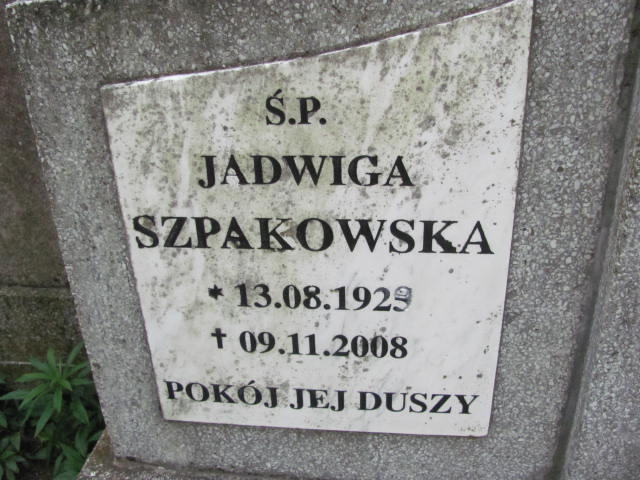 Ś.P.
JADWIGA
SZPAKOWSKA
* 13.08.1929
† 09.11.2008
POKÓJ JEJ DUSZY